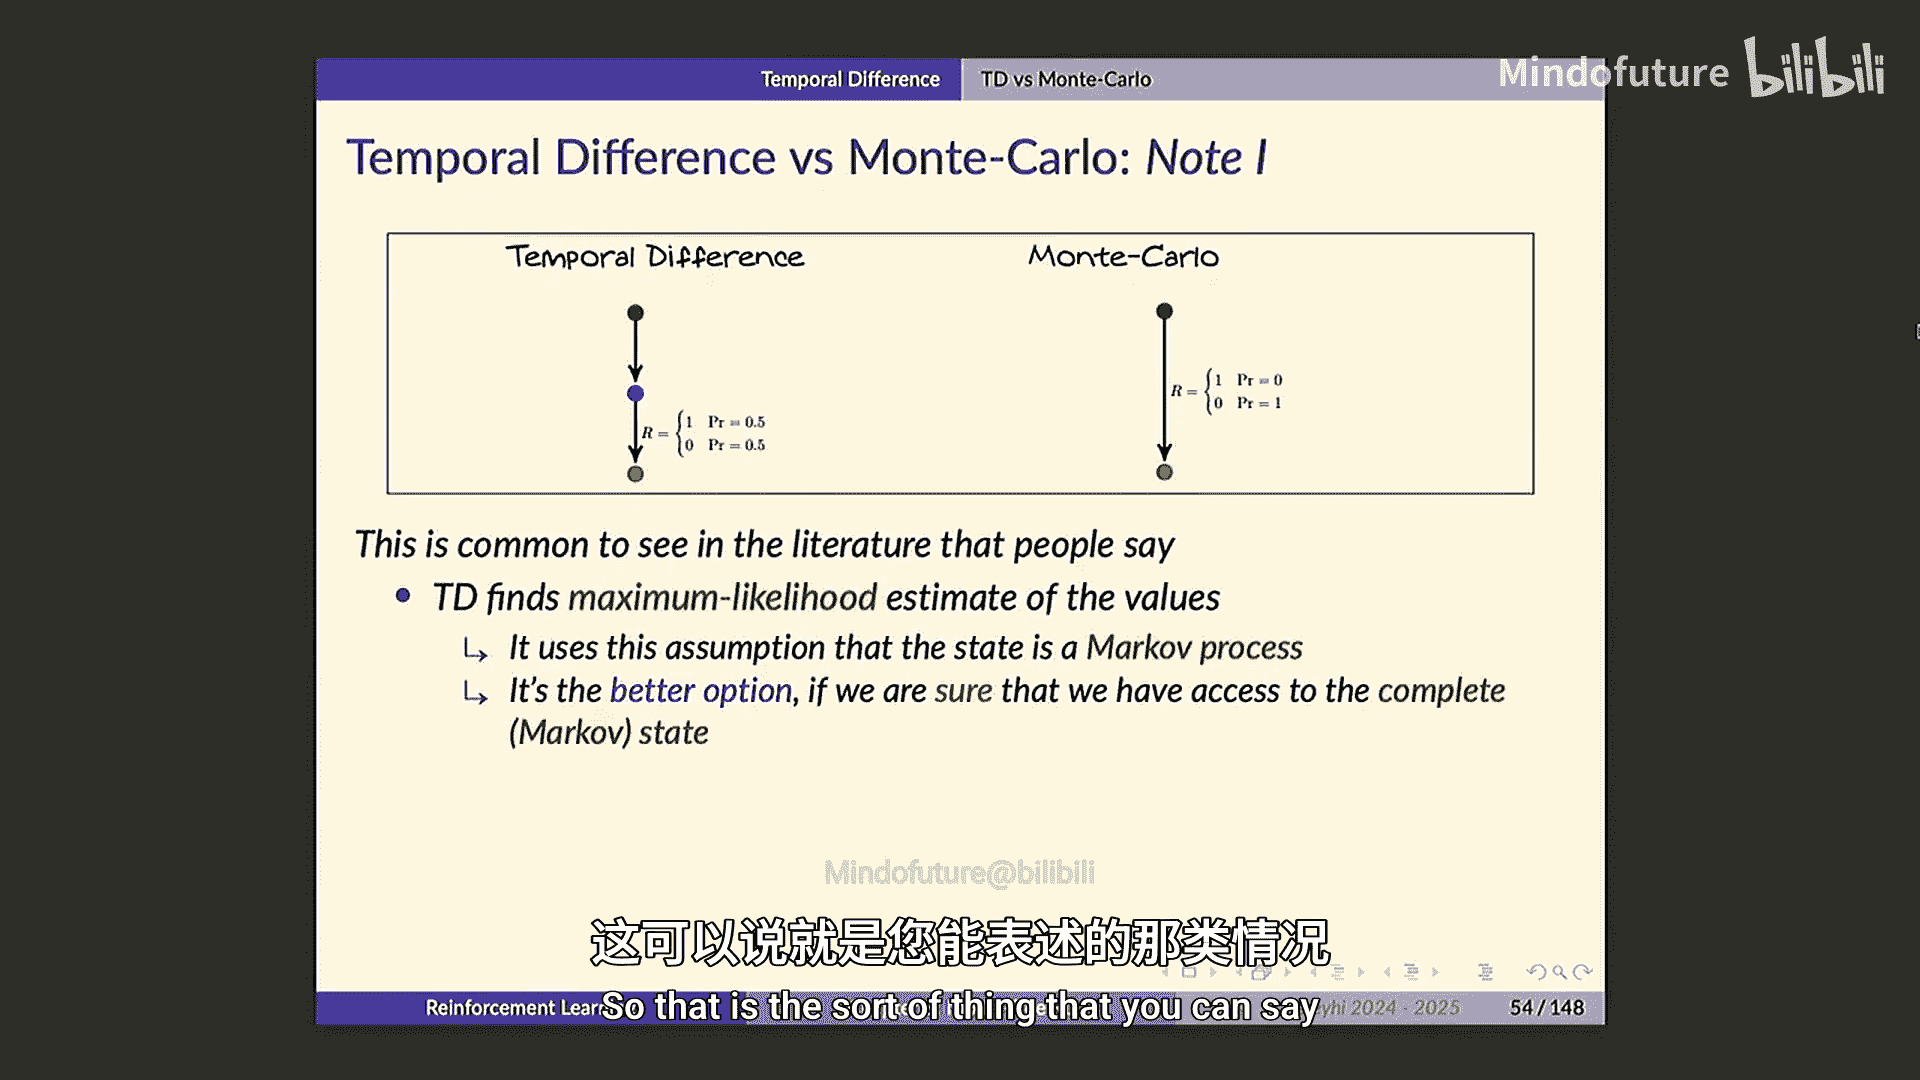 Mindofuture bilibili
Temporal Difference TD vs Monte-Carlo
Temporal Difference vs Monte-Carlo: Note I
Temporal Difference
Monte-Carlo
R = { 1 Pr = 0.5
0 Pr = 0.5
R = { 1 Pr = 0
0 Pr = 1
This is common to see in the literature that people say
• TD finds maximum-likelihood estimate of the values
↳ It uses this assumption that the state is a Markov process
↳ It's the better option, if we are sure that we have access to the complete
(Markov) state
Mindofuture@bilibili
这可以说就是您能表述的那类情况
So that is the sort of thing that you can say
Reinforcement Lear
2024 - 2025
54 / 148